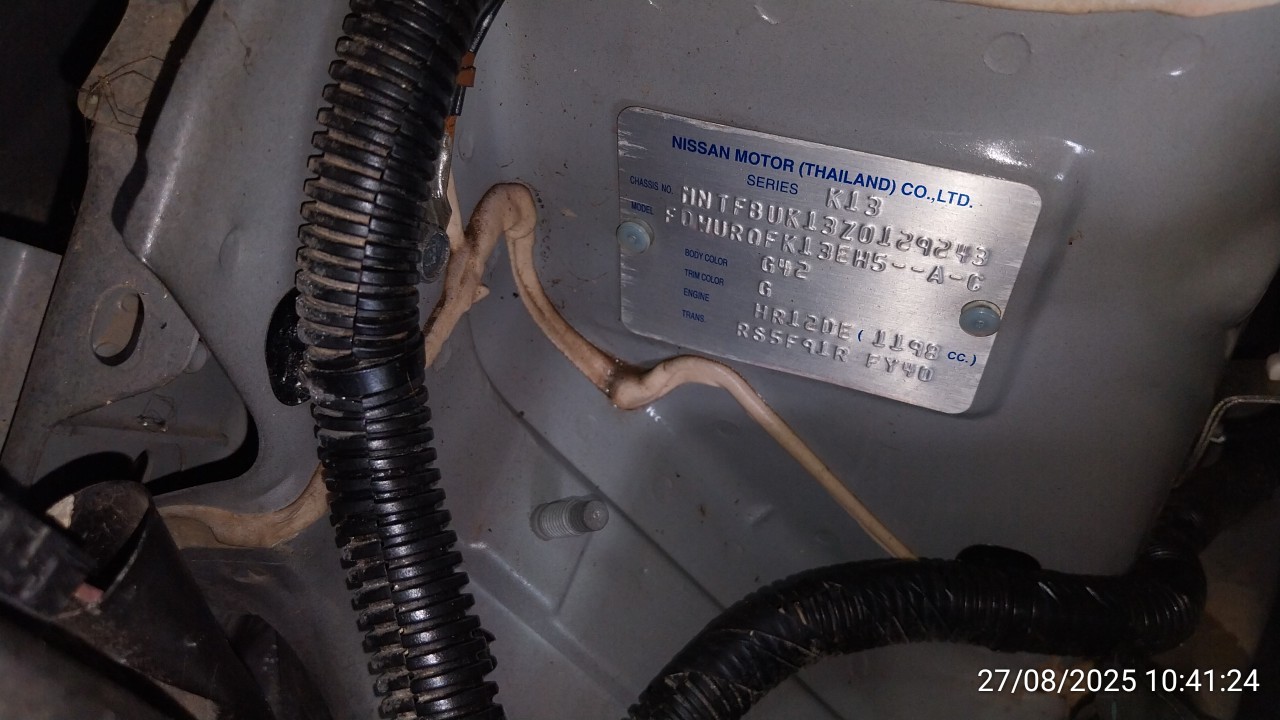 NISSAN MOTOR (THAILAND) CO.,LTD.
SERIES K13
CHASSIS NO. MNTFBUK13Z0129243
MODEL FDMURQFK13EH5--A-C
BODY COLOR G42
TRIM COLOR G
ENGINE HR12DE ( 1198 CC.)
TRANS. RS5F91R FY40
27/08/2025 10:41:24